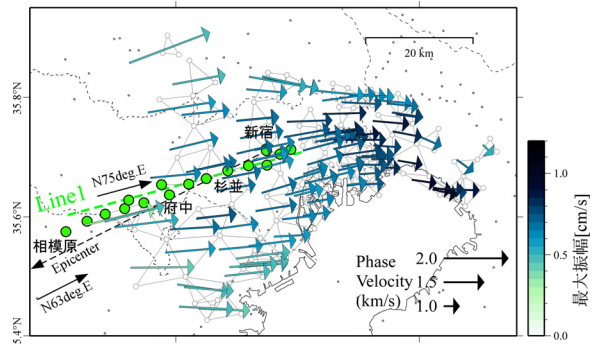 35.8°N
35.6°N
35.4°N
20 km
新宿
N75deg.E
Line1
杉並
府中
相模原
Epicenter
N63deg.E
Phase
Velocity
(km/s)
2.0
1.5
1.0
1.0
0.5
0.0
最大振幅[cm/s]